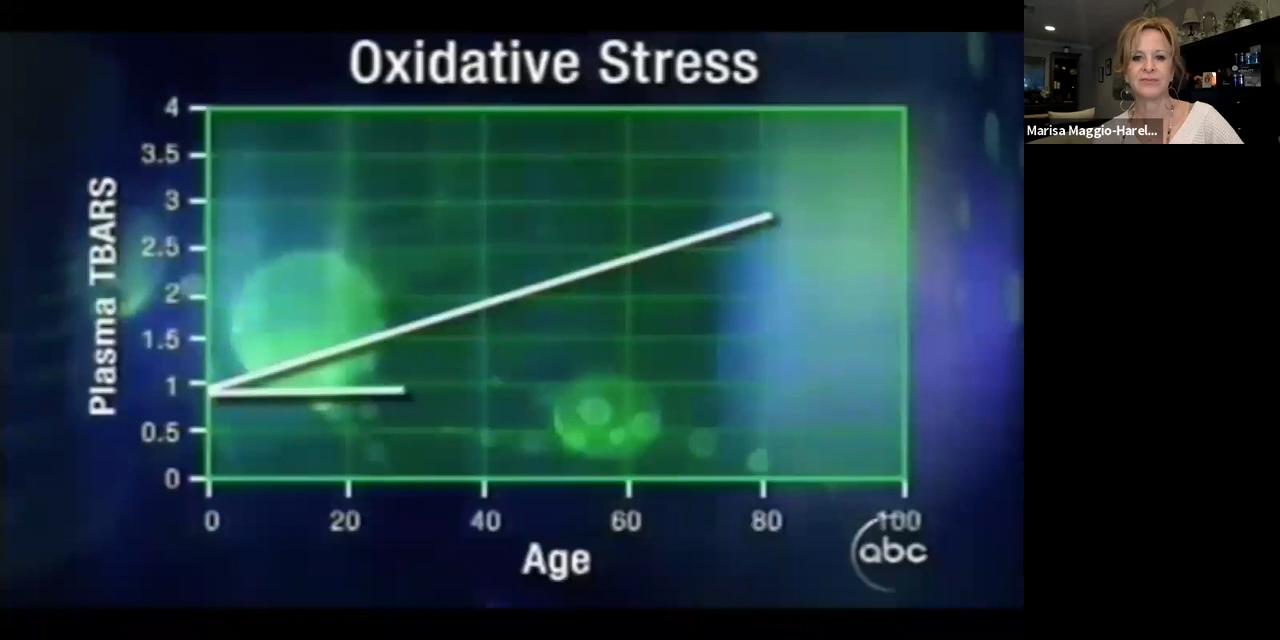 Oxidative Stress
Marisa Maggio-Harel...
4
3.5
3
2.5
2
1.5
1
0.5
0
Plasma TBARS
0 20 40 60 80 100
Age
abc